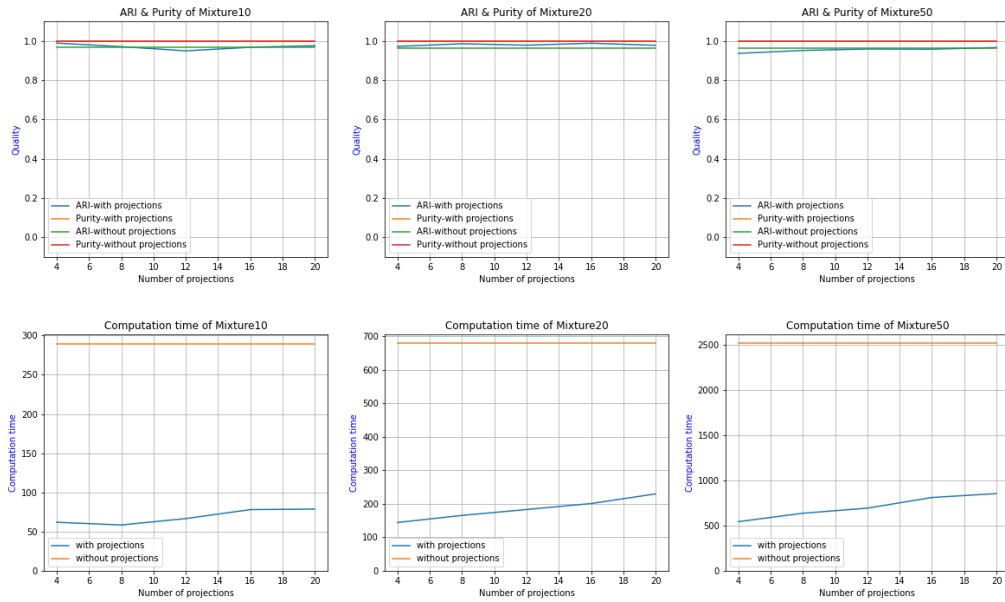 ARI & Purity of Mixture10
1.0
0.8
0.6
0.4
0.2
0.0
Quality
ARI-with projections
Purity-with projections
ARI-without projections
Purity-without projections
4 6 8 10 12 14 16 18 20
Number of projections
ARI & Purity of Mixture20
1.0
0.8
0.6
0.4
0.2
0.0
Quality
ARI-with projections
Purity-with projections
ARI-without projections
Purity-without projections
4 6 8 10 12 14 16 18 20
Number of projections
ARI & Purity of Mixture50
1.0
0.8
0.6
0.4
0.2
0.0
Quality
ARI-with projections
Purity-with projections
ARI-without projections
Purity-without projections
4 6 8 10 12 14 16 18 20
Number of projections
Computation time of Mixture10
300
250
200
150
100
50
0
Computation time
with projections
without projections
4 6 8 10 12 14 16 18 20
Number of projections
Computation time of Mixture20
700
600
500
400
300
200
100
0
Computation time
with projections
without projections
4 6 8 10 12 14 16 18 20
Number of projections
Computation time of Mixture50
2500
2000
1500
1000
500
0
Computation time
with projections
without projections
4 6 8 10 12 14 16 18 20
Number of projections